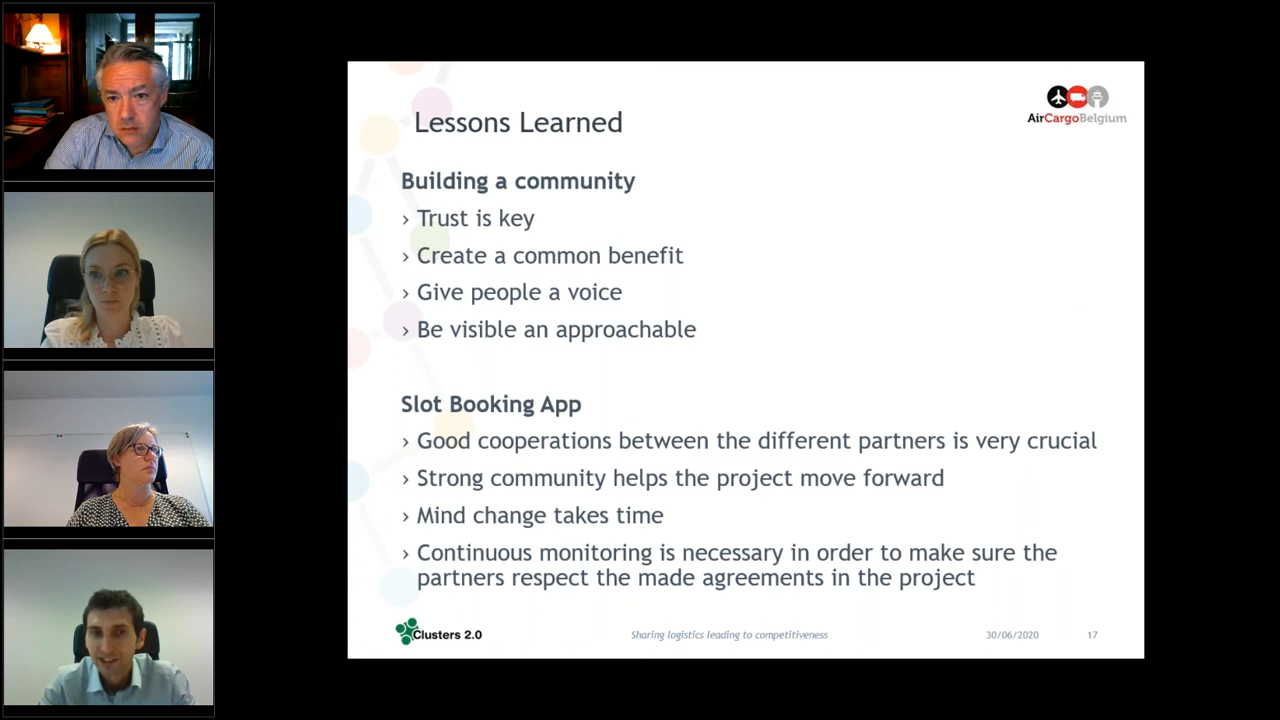 Lessons Learned
AirCargoBelgium
Building a community
› Trust is key
› Create a common benefit
› Give people a voice
› Be visible an approachable
Slot Booking App
› Good cooperations between the different partners is very crucial
› Strong community helps the project move forward
› Mind change takes time
› Continuous monitoring is necessary in order to make sure the
partners respect the made agreements in the project
Clusters 2.0
Sharing logistics leading to competitiveness
30/06/2020
17